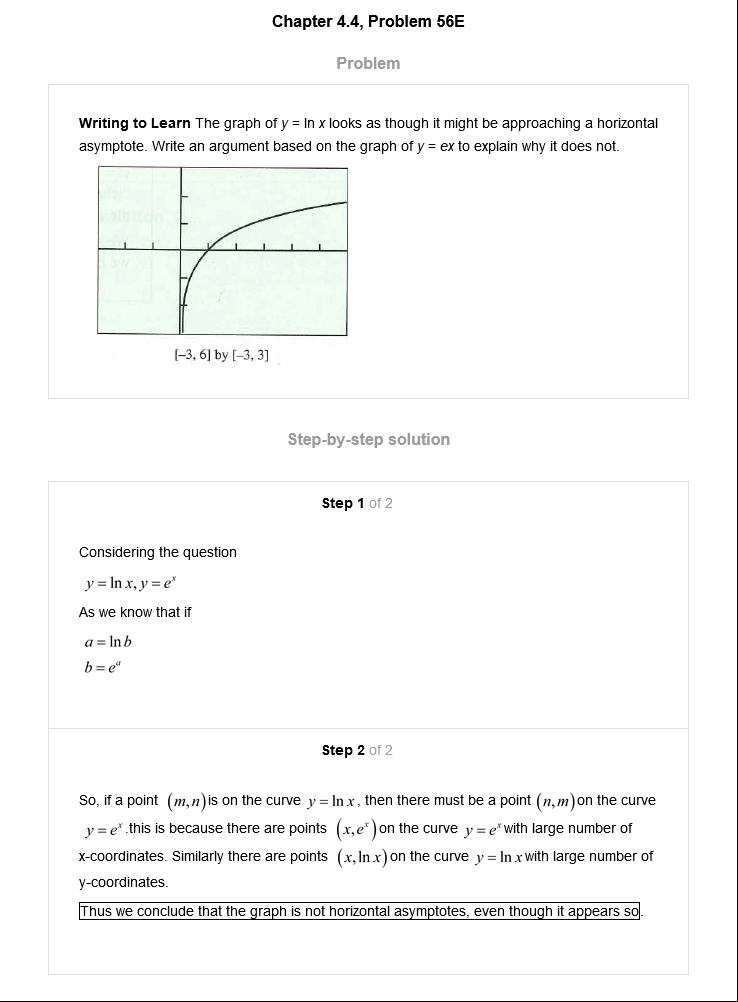 Chapter 4.4, Problem 56E
Problem
Writing to Learn The graph of y = ln x looks as though it might be approaching a horizontal
asymptote. Write an argument based on the graph of y = ex to explain why it does not.
[–3, 6] by [–3, 3]
Step-by-step solution
Step 1 of 2
Considering the question
y = ln x, y = eˣ
As we know that if
a = ln b
b = eᵃ
Step 2 of 2
So, if a point (m,n) is on the curve y = ln x, then there must be a point (n,m) on the curve
y = eˣ .this is because there are points (x,eˣ) on the curve y = eˣ with large number of
x-coordinates. Similarly there are points (x,ln x) on the curve y = ln x with large number of
y-coordinates.
Thus we conclude that the graph is not horizontal asymptotes, even though it appears so.